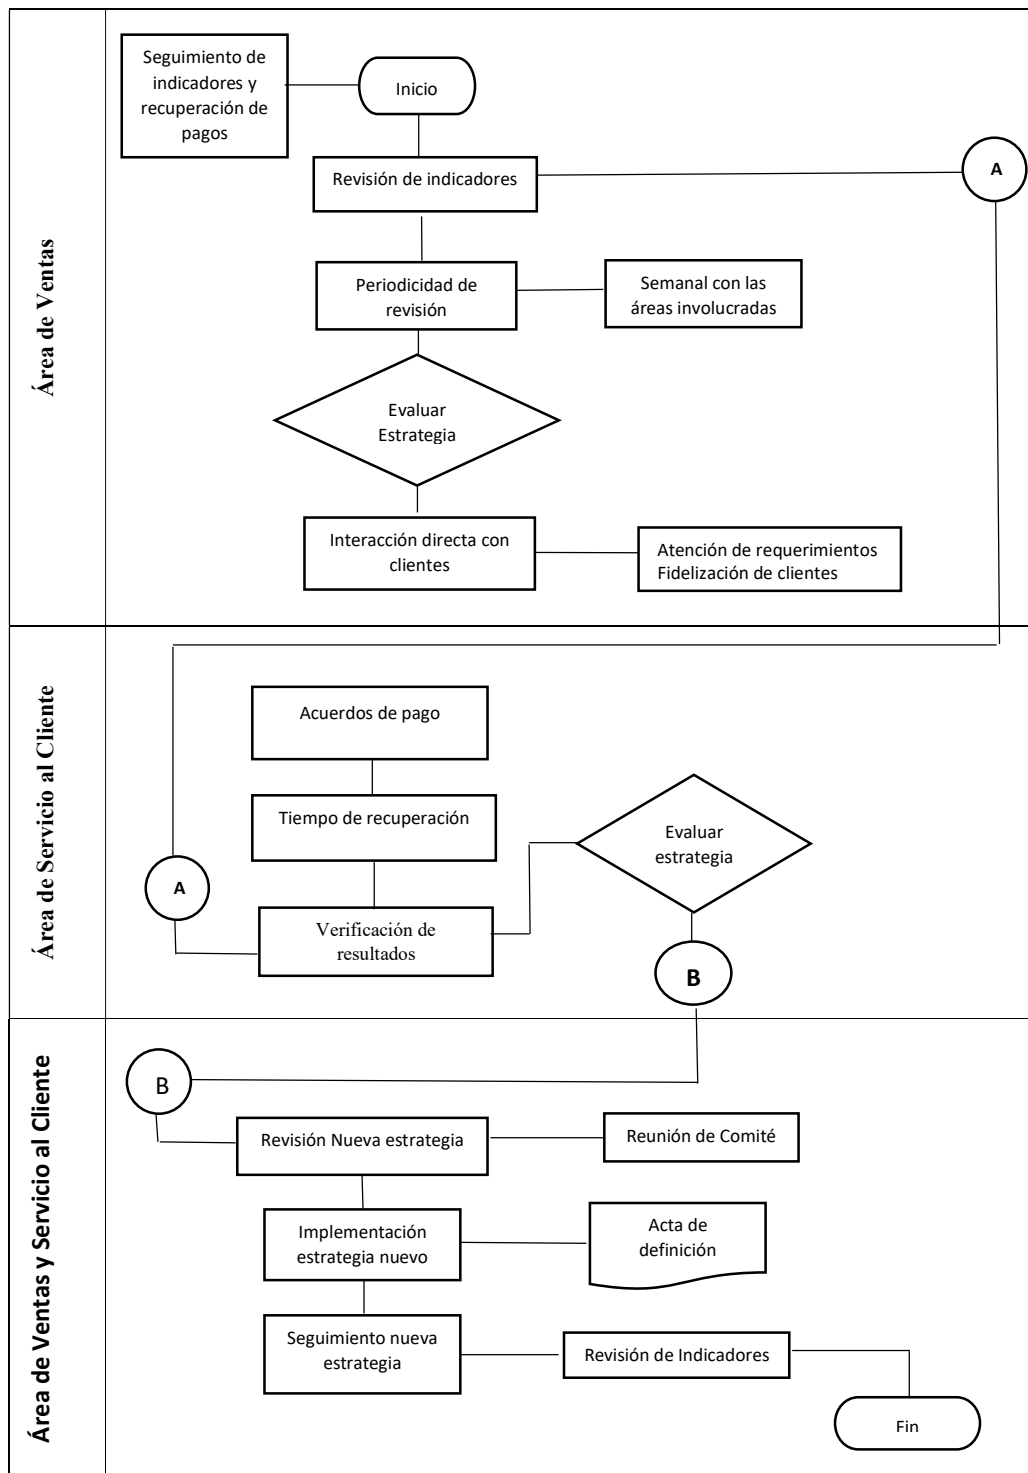 Área de Ventas
Seguimiento de
indicadores y
recuperación de
pagos
Inicio
Revisión de indicadores
A
Periodicidad de
revisión
Semanal con las
áreas involucradas
Evaluar
Estrategia
Interacción directa con
clientes
Atención de requerimientos
Fidelización de clientes
Área de Servicio al Cliente
Acuerdos de pago
Tiempo de recuperación
Evaluar
estrategia
A
Verificación de
resultados
B
Área de Ventas y Servicio al Cliente
B
Revisión Nueva estrategia
Reunión de Comité
Implementación
estrategia nuevo
Acta de
definición
Seguimiento nueva
estrategia
Revisión de Indicadores
Fin